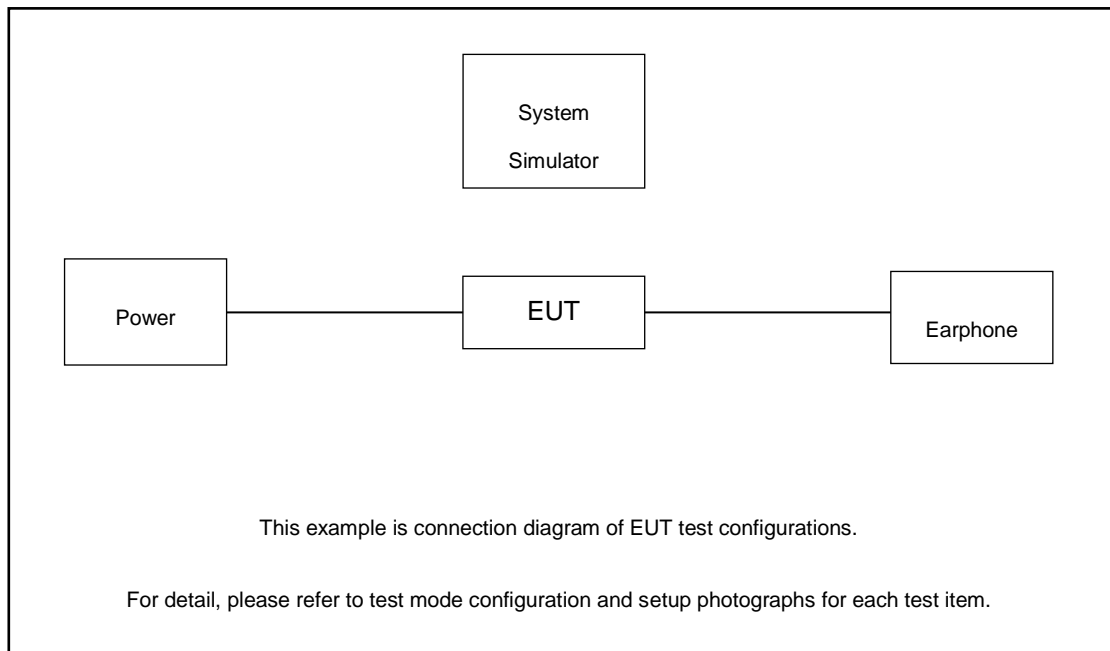 System
Simulator
Power
EUT
Earphone
This example is connection diagram of EUT test configurations.
For detail, please refer to test mode configuration and setup photographs for each test item.